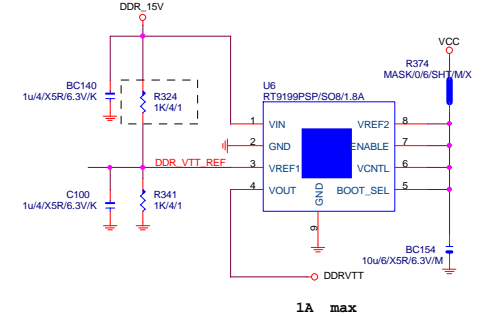 DDR_15V
VCC
R374
MASK/0/6/SHT/M/X
BC140
1u/4/X5R/6.3V/K
R324
1K/4/1
U6
RT9199PSP/SO8/1.8A
1 VIN VREF2 8
2 GND ENABLE 7
DDR_VTT_REF 3 VREF1 VCNTL 6
4 VOUT BOOT_SEL 5
GND
9
C100
1u/4/X5R/6.3V/K
R341
1K/4/1
BC154
10u/6/X5R/6.3V/M
DDRVTT
1A max